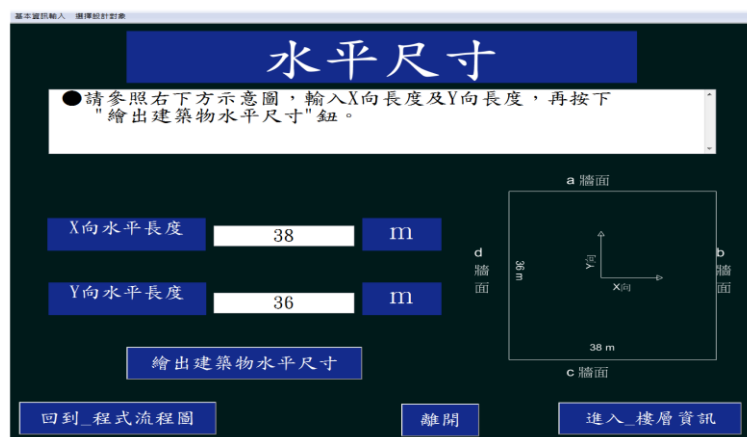 基本資訊輸入 選擇設計對象
水平尺寸
●請參照右下方示意圖，輸入X向長度及Y向長度，再按下
"繪出建築物水平尺寸"鈕。
X向水平長度 38 m
Y向水平長度 36 m
繪出建築物水平尺寸
a 牆面
d 牆面
36 m
Y向
X向
b 牆面
38 m
c 牆面
回到_程式流程圖
離開
進入_樓層資訊